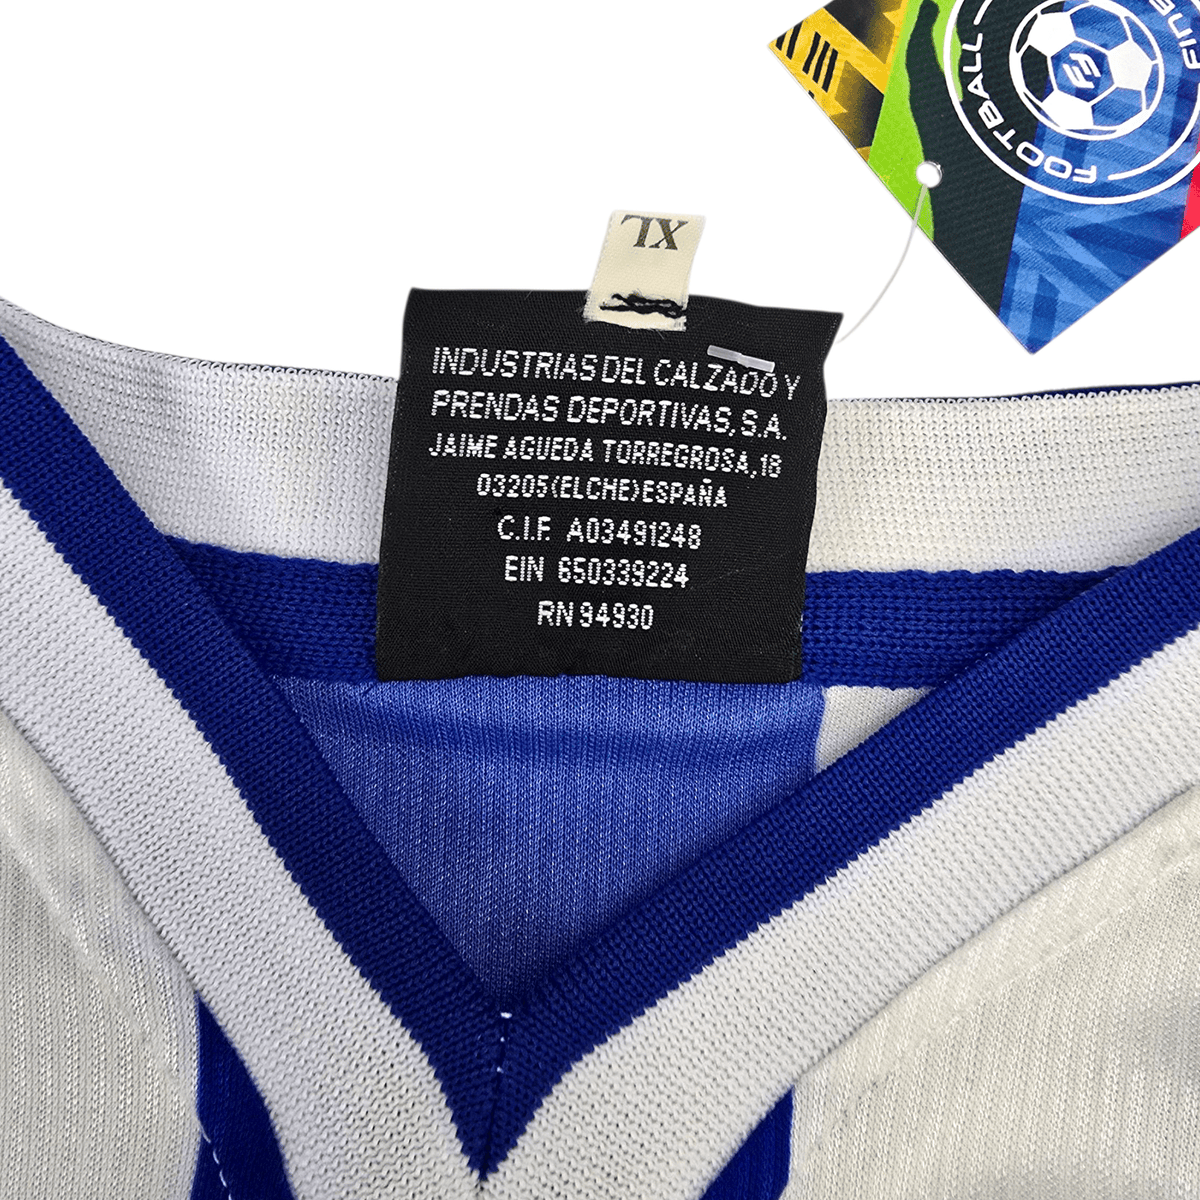 FOOTBALL
FINE
XL
INDUSTRIAS DEL CALZADO Y
PRENDAS DEPORTIVAS, S.A.
JAIME AGUEDA TORREGROSA, 18
03205(ELCHE)ESPAÑA
C.I.F. A03491248
EIN 650339224
RN 94930